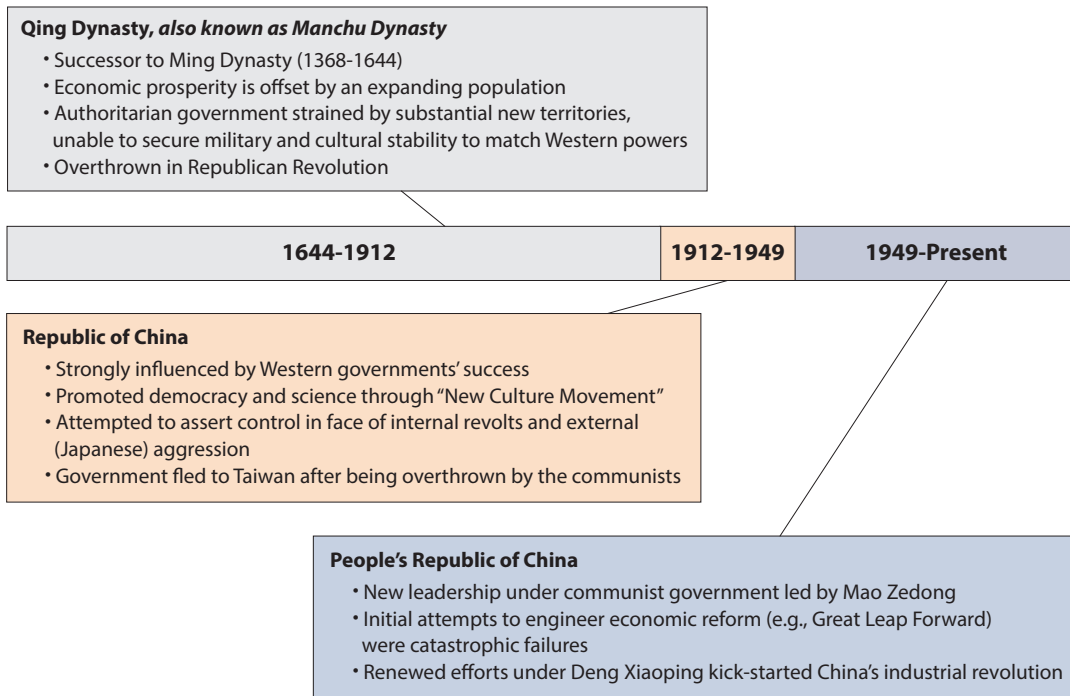 Qing Dynasty, also known as Manchu Dynasty
• Successor to Ming Dynasty (1368-1644)
• Economic prosperity is offset by an expanding population
• Authoritarian government strained by substantial new territories,
unable to secure military and cultural stability to match Western powers
• Overthrown in Republican Revolution
1644-1912
1912-1949
1949-Present
Republic of China
• Strongly influenced by Western governments’ success
• Promoted democracy and science through “New Culture Movement”
• Attempted to assert control in face of internal revolts and external
(Japanese) aggression
• Government fled to Taiwan after being overthrown by the communists
People’s Republic of China
• New leadership under communist government led by Mao Zedong
• Initial attempts to engineer economic reform (e.g., Great Leap Forward)
were catastrophic failures
• Renewed efforts under Deng Xiaoping kick-started China’s industrial revolution